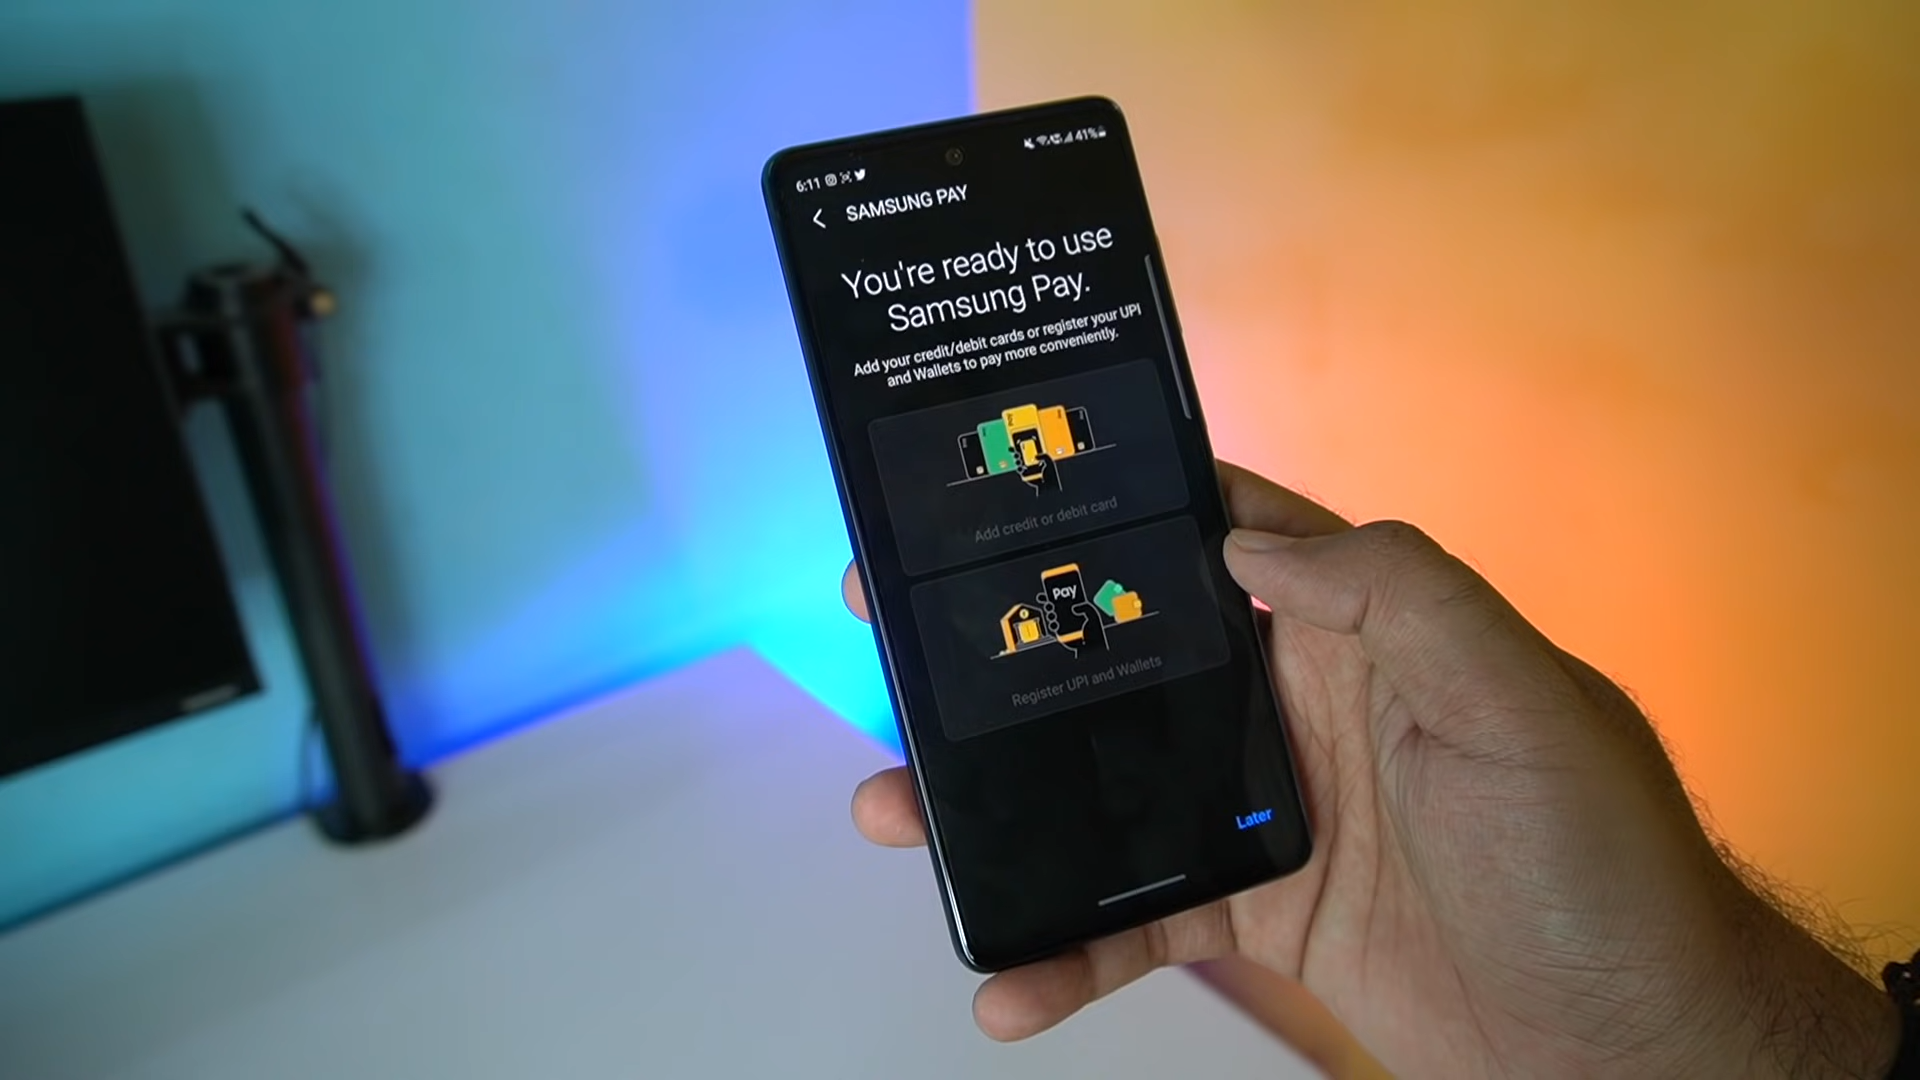 6:11
41%
SAMSUNG PAY
You're ready to use
Samsung Pay.
Add your credit/debit cards or register your UPI
and Wallets to pay more conveniently.
Pay
Add credit or debit card
Pay
Register UPI and Wallets
Later